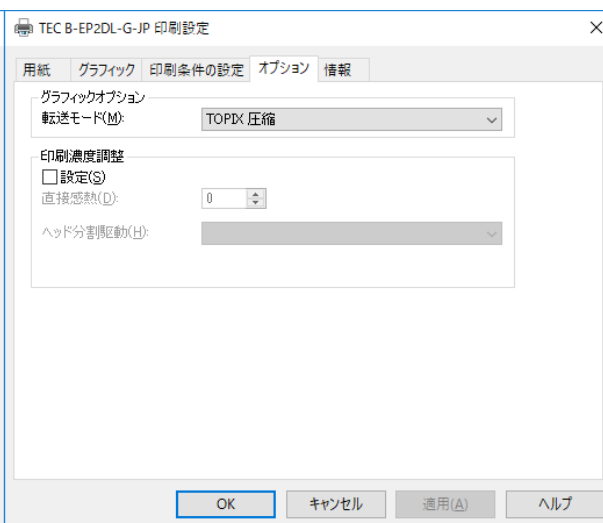 TEC B-EP2DL-G-JP 印刷設定
用紙 グラフィック 印刷条件の設定 オプション 情報
グラフィックオプション
転送モード(M): TOPIX 圧縮
印刷濃度調整
設定(S)
直接感熱(D): 0
ヘッド分割駆動(H):
OK キャンセル 適用(A) ヘルプ